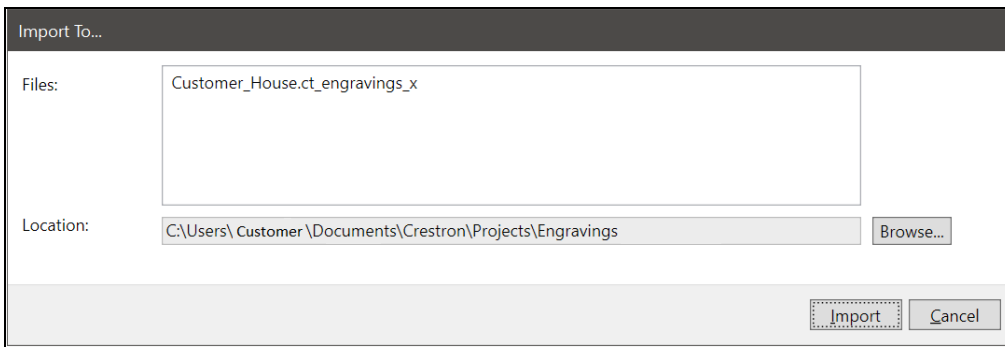 Import To...
Files:
Customer_House.ct_engravings_x
Location:
C:\Users\ Customer \Documents\Crestron\Projects\Engravings
Browse...
Import
Cancel